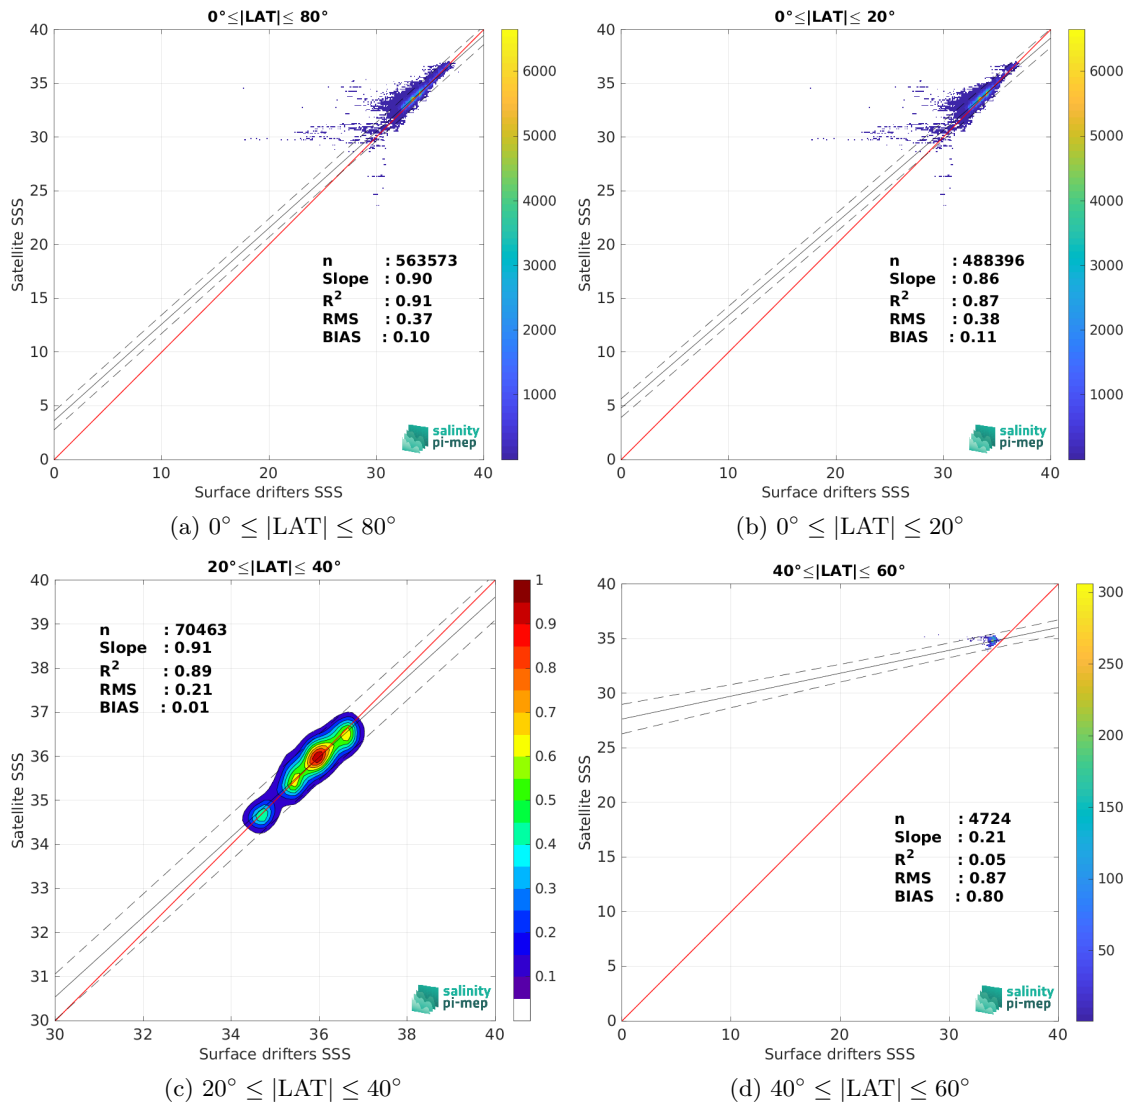 0°≤|LAT|≤ 80°
40
35
30
25
20
15
10
5
0
Satellite SSS
0
10
20
30
40
Surface drifters SSS
n : 563573
Slope : 0.90
R² : 0.91
RMS : 0.37
BIAS : 0.10
salinity
pi-mep
6000
5000
4000
3000
2000
1000
(a) 0° ≤ |LAT| ≤ 80°
0°≤|LAT|≤ 20°
40
35
30
25
20
15
10
5
0
Satellite SSS
0
10
20
30
40
Surface drifters SSS
n : 488396
Slope : 0.86
R² : 0.87
RMS : 0.38
BIAS : 0.11
salinity
pi-mep
6000
5000
4000
3000
2000
1000
(b) 0° ≤ |LAT| ≤ 20°
20°≤|LAT|≤ 40°
40
39
38
37
36
35
34
33
32
31
30
Satellite SSS
30
32
34
36
38
40
Surface drifters SSS
n : 70463
Slope : 0.91
R² : 0.89
RMS : 0.21
BIAS : 0.01
salinity
pi-mep
1
0.9
0.8
0.7
0.6
0.5
0.4
0.3
0.2
0.1
(c) 20° ≤ |LAT| ≤ 40°
40°≤|LAT|≤ 60°
40
35
30
25
20
15
10
5
0
Satellite SSS
0
10
20
30
40
Surface drifters SSS
n : 4724
Slope : 0.21
R² : 0.05
RMS : 0.87
BIAS : 0.80
salinity
pi-mep
300
250
200
150
100
50
(d) 40° ≤ |LAT| ≤ 60°